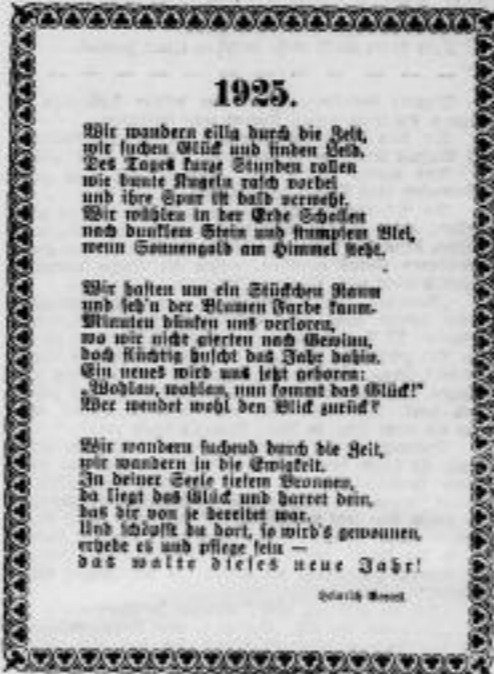 1925.
Wir wandern eilig durch die Zeit,
wir suchen Glück und finden Leid.
Des Tages kurze Stunden rollen
wie bunte Kugeln rasch vorbei
und ihre Spur ist bald verweht.
Wir wühlen in der Erde Schollen
nach dunklem Stein und stumpfem Blei,
wenn Sonnengold am Himmel steht.
Wir hasten um ein Stückchen Raum
und seh'n der Blumen Farbe kaum.
Minuten dünken uns verloren,
wo wir nicht gierten nach Gewinn,
doch flüchtig huscht das Jahr dahin.
Ein neues wird uns jetzt geboren:
„Wohlan, wohlan, nun kommt das Glück!"
Wer wendet wohl den Blick zurück?
Wir wandern suchend durch die Zeit,
wir wandern in die Ewigkeit.
In deiner Seele tiefem Bronnen,
da liegt das Glück und harret dein,
das dir von je bereitet war.
Und schöpfst du dort, so wird's gewonnen,
erhebe es und pflege fein —
das walte dieses neue Jahr!
Heinrich